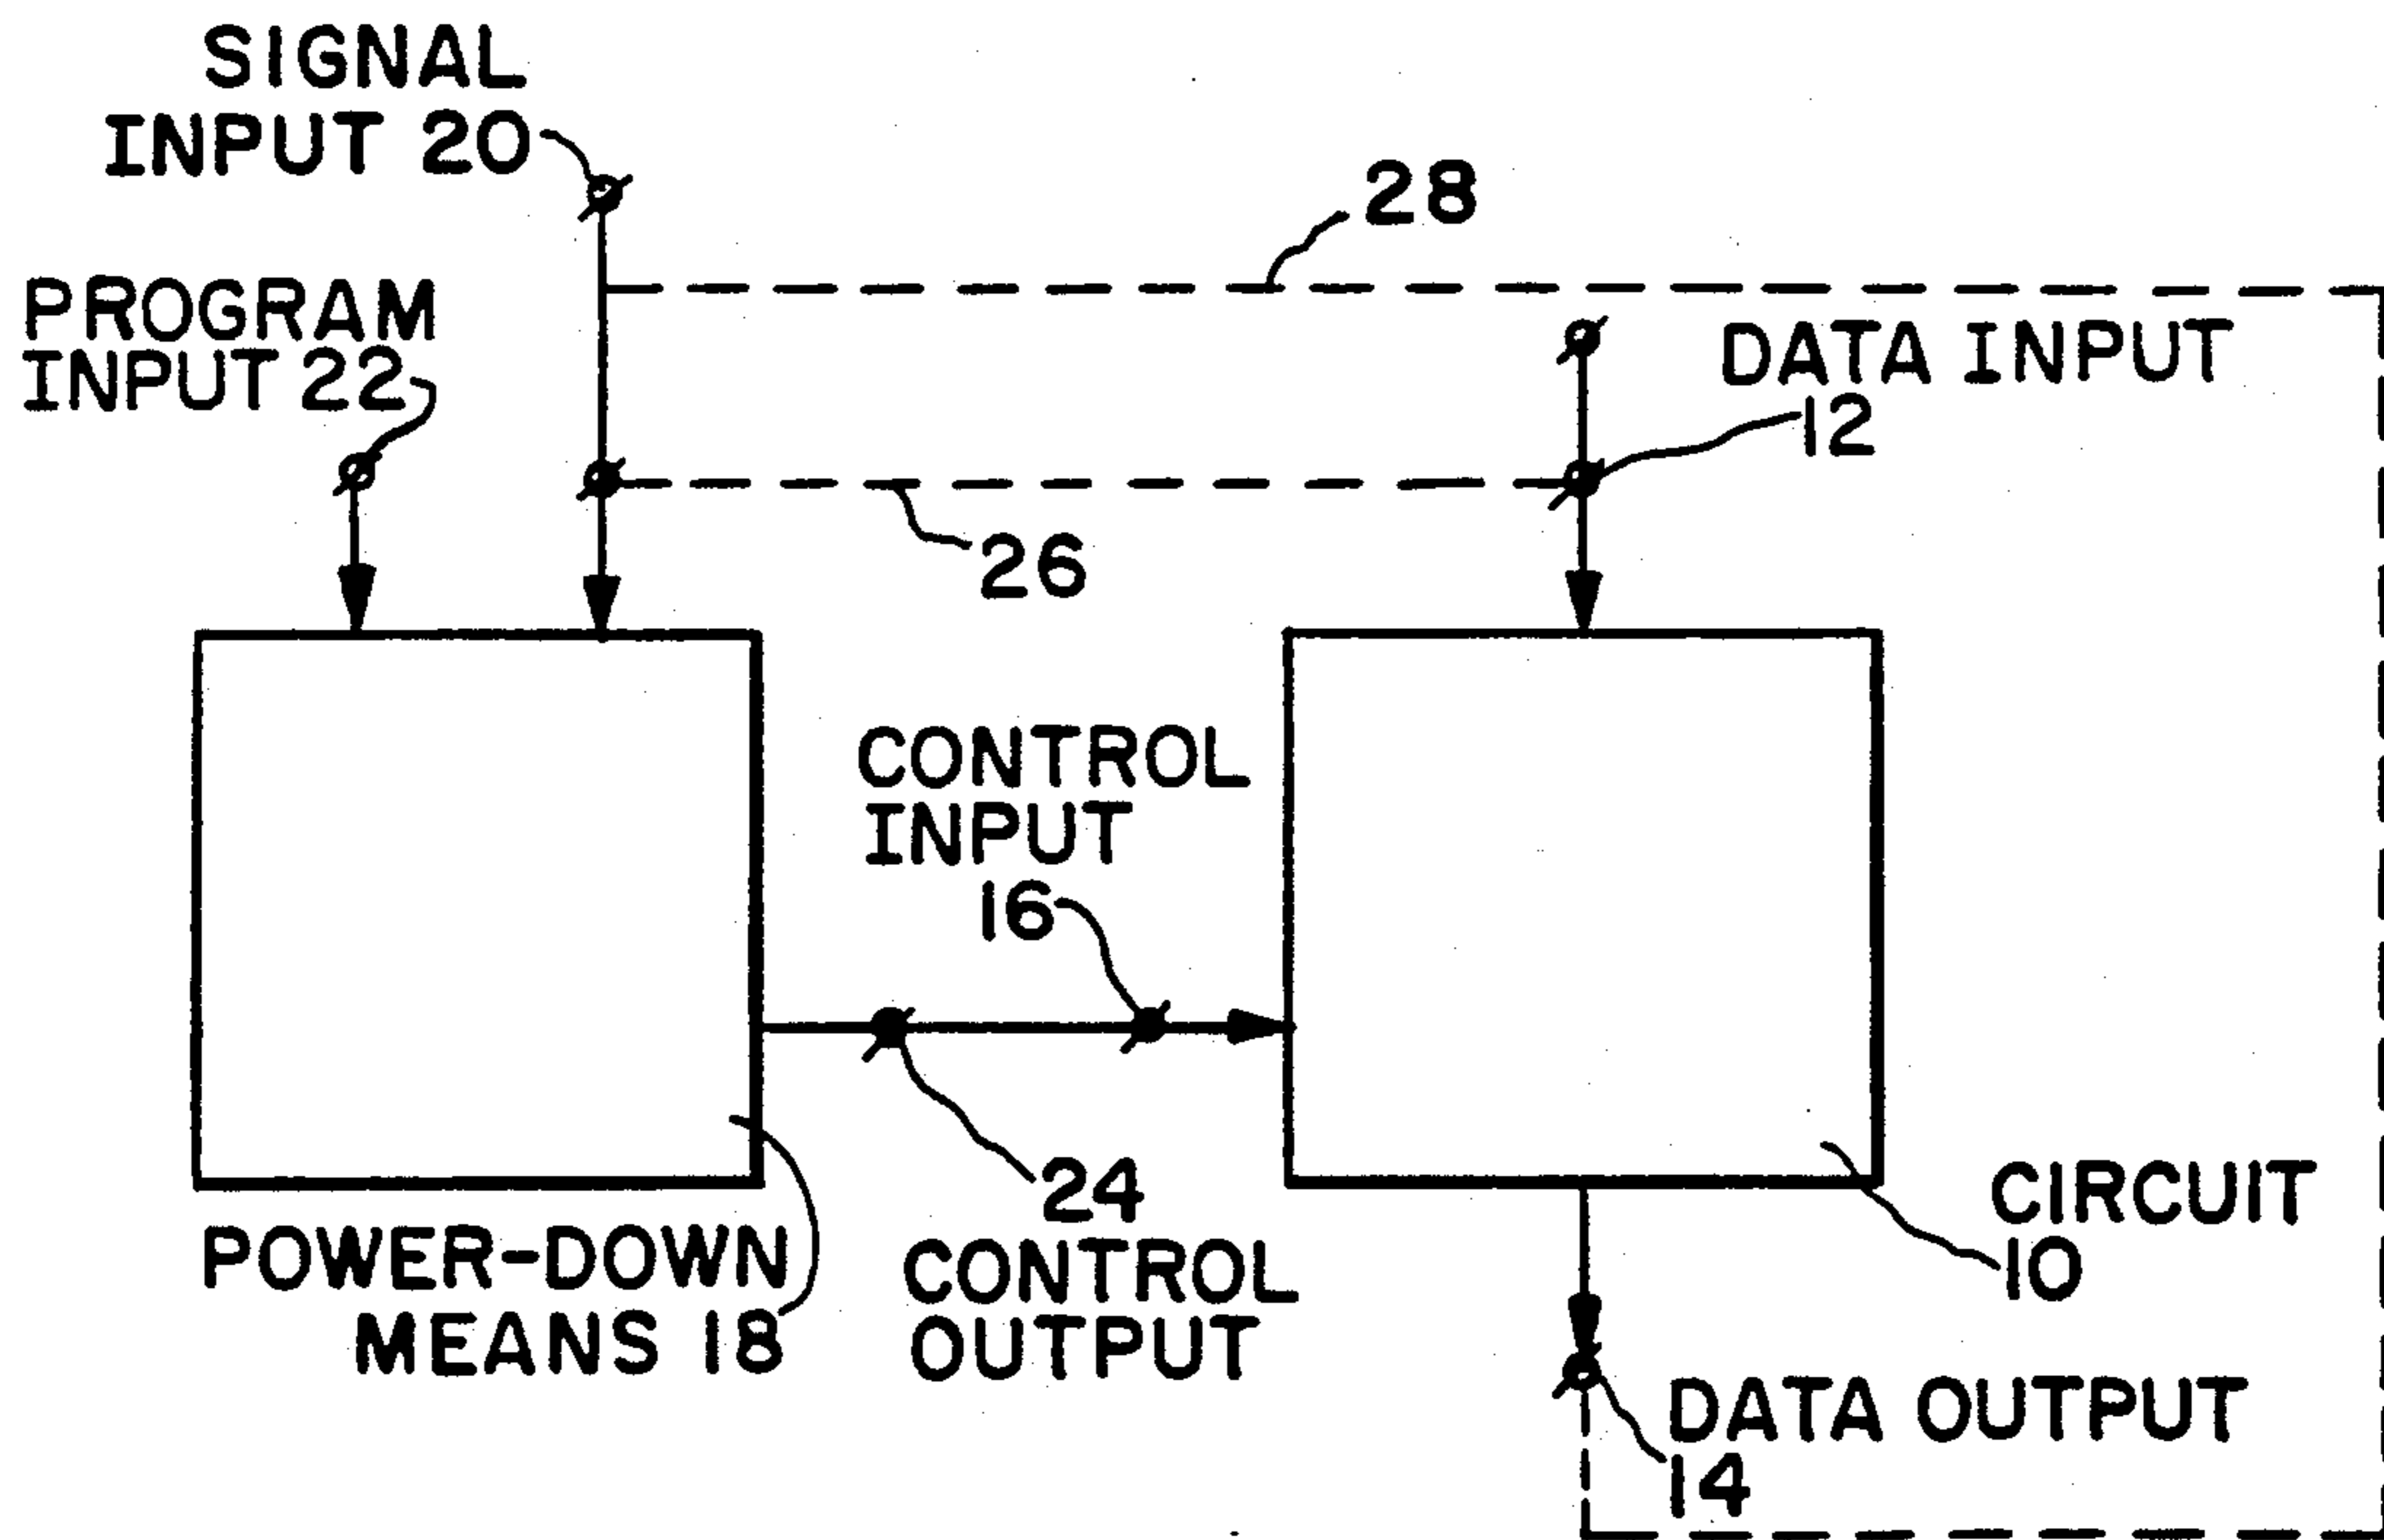 SIGNAL
INPUT 20
28
PROGRAM
INPUT 22
DATA INPUT
12
26
CONTROL
INPUT
16
24
CONTROL
OUTPUT
POWER-DOWN
MEANS 18
CIRCUIT
10
DATA OUTPUT
14